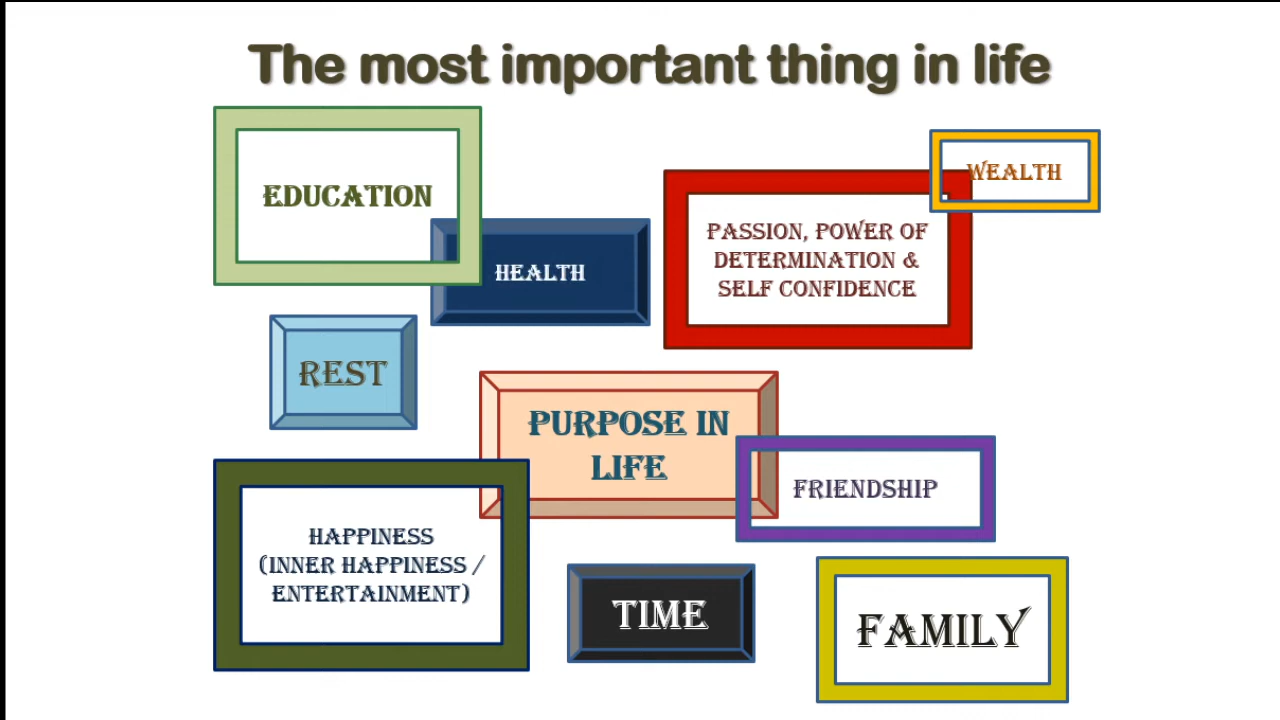 The most important thing in life
EDUCATION
WEALTH
HEALTH
PASSION, POWER OF
DETERMINATION &
SELF CONFIDENCE
REST
PURPOSE IN
LIFE
FRIENDSHIP
HAPPINESS
(INNER HAPPINESS /
ENTERTAINMENT)
TIME
FAMILY